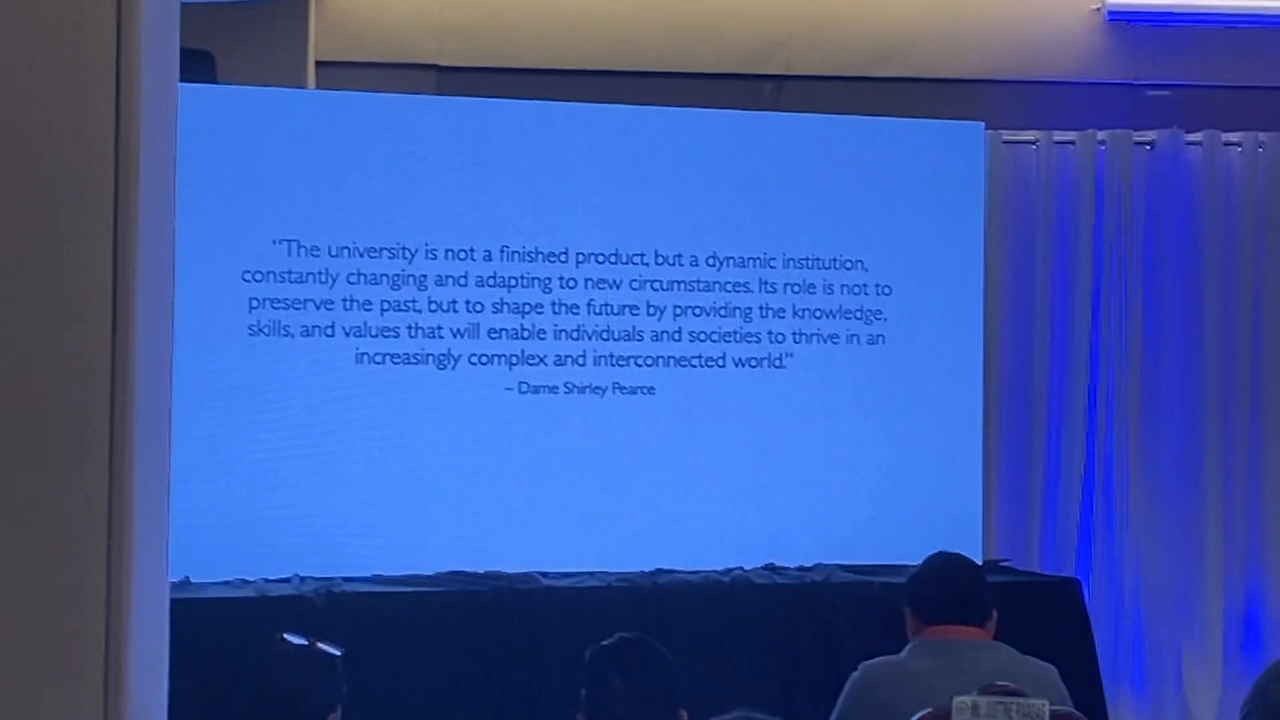 “The university is not a finished product, but a dynamic institution,
constantly changing and adapting to new circumstances. Its role is not to
preserve the past, but to shape the future by providing the knowledge,
skills, and values that will enable individuals and societies to thrive in an
increasingly complex and interconnected world.”
– Dame Shirley Pearce